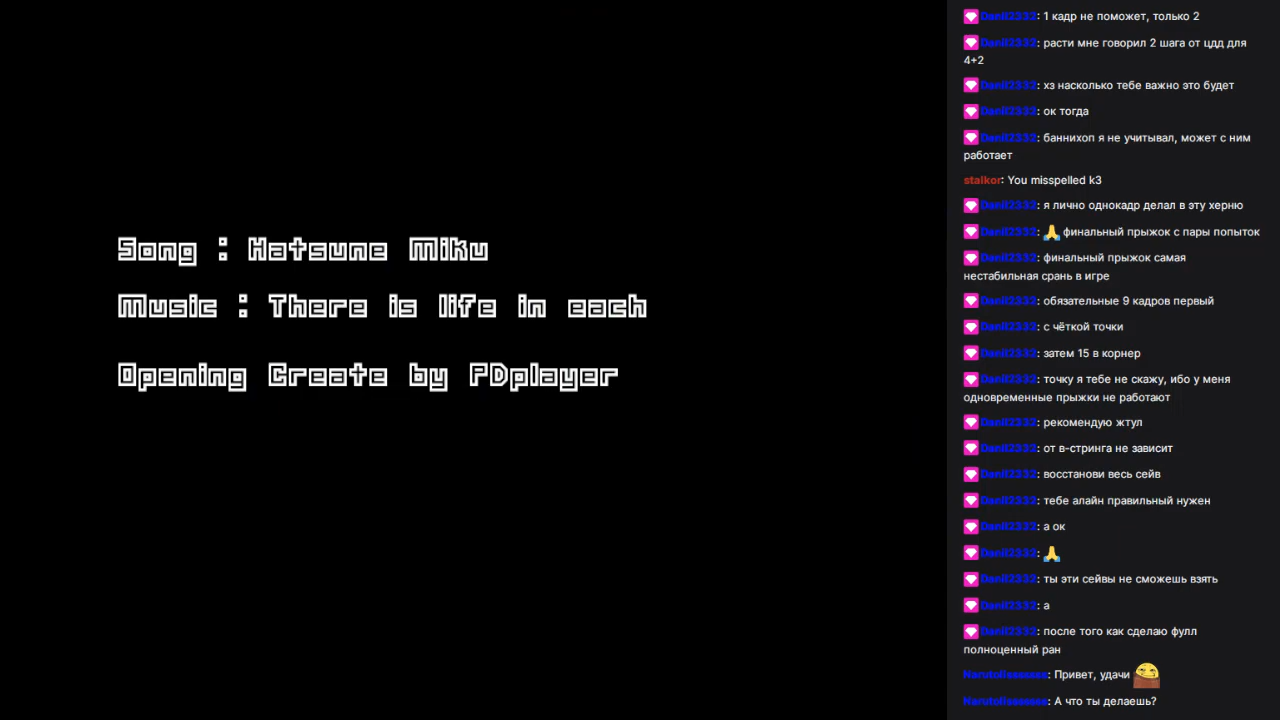 Song : Hatsune Miku
Music : There is life in each
Opening Create by PDplayer
Danil2332: 1 кадр не поможет, только 2
Danil2332: расти мне говорил 2 шага от цдд для
4+2
Danil2332: хз насколько тебе важно это будет
Danil2332: ок тогда
Danil2332: баннихоп я не учитывал, может с ним
работает
stalkor: You misspelled k3
Danil2332: я лично однокадр делал в эту херню
Danil2332: 🙏 финальный прыжок с пары попыток
Danil2332: финальный прыжок самая
нестабильная срань в игре
Danil2332: обязательные 9 кадров первый
Danil2332: с чёткой точки
Danil2332: затем 15 в корнер
Danil2332: точку я тебе не скажу, ибо у меня
одновременные прыжки не работают
Danil2332: рекомендую жтул
Danil2332: от в-стринга не зависит
Danil2332: восстанови весь сейв
Danil2332: тебе алайн правильный нужен
Danil2332: а ок
Danil2332: 🙏
Danil2332: ты эти сейвы не сможешь взять
Danil2332: а
Danil2332: после того как сделаю фулл
полноценный ран
: Привет, удачи
: А что ты делаешь?